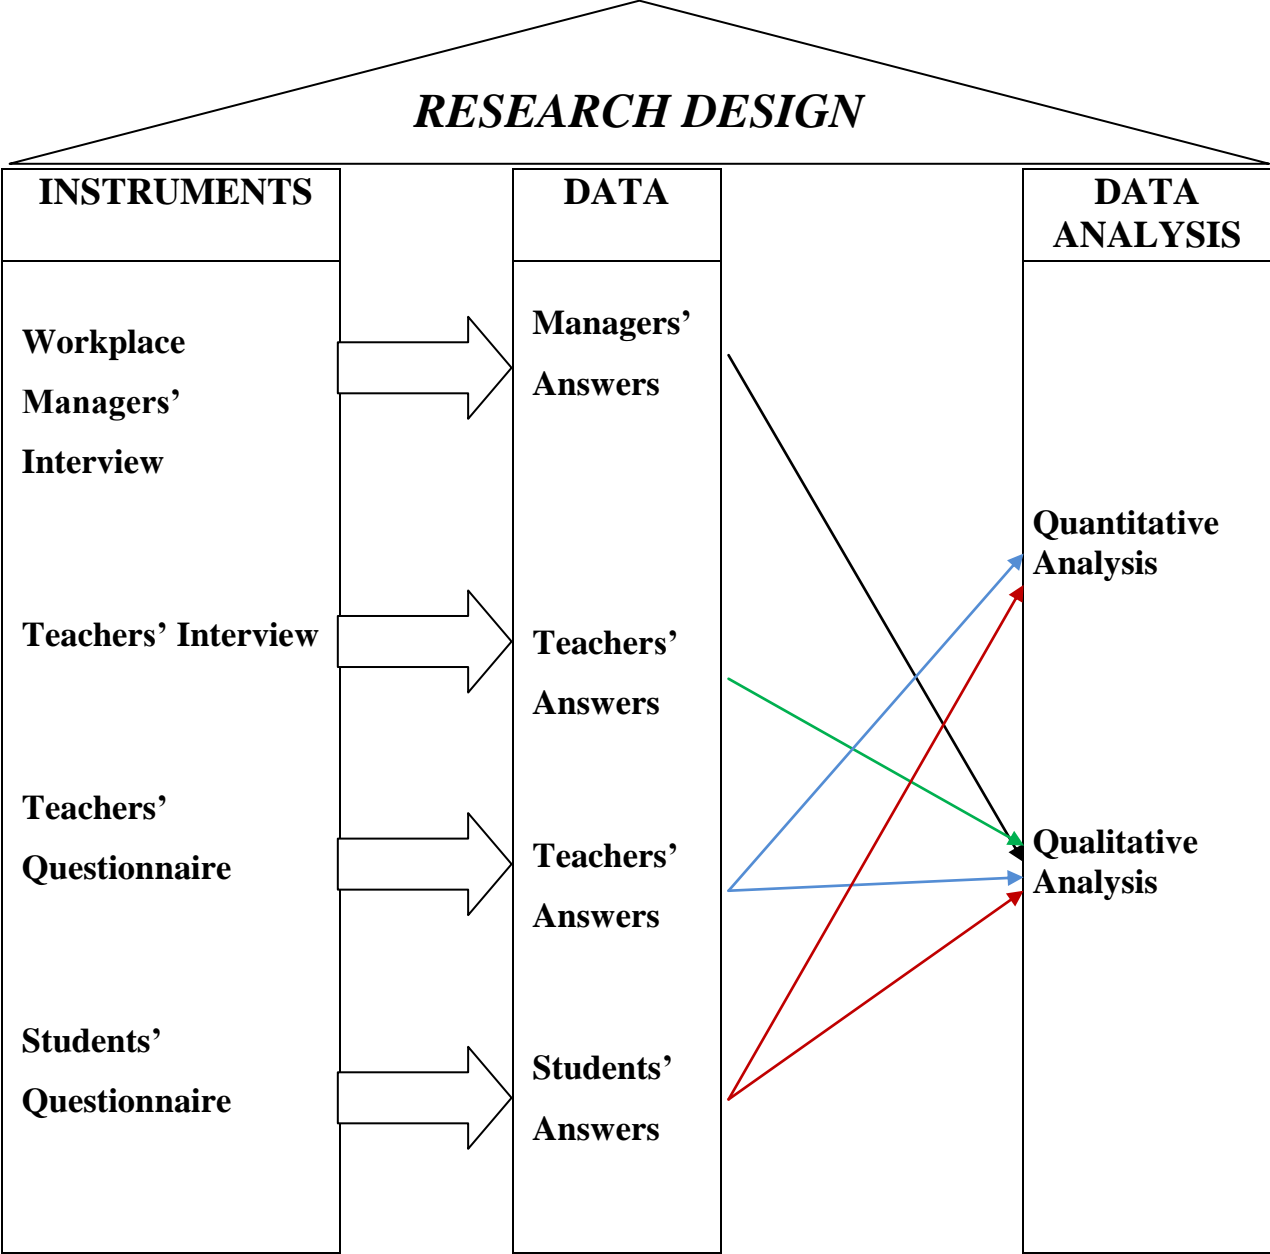 RESEARCH DESIGN
INSTRUMENTS
Workplace
Managers’
Interview
Teachers’ Interview
Teachers’
Questionnaire
Students’
Questionnaire
DATA
Managers’
Answers
Teachers’
Answers
Teachers’
Answers
Students’
Answers
DATA
ANALYSIS
Quantitative
Analysis
Qualitative
Analysis